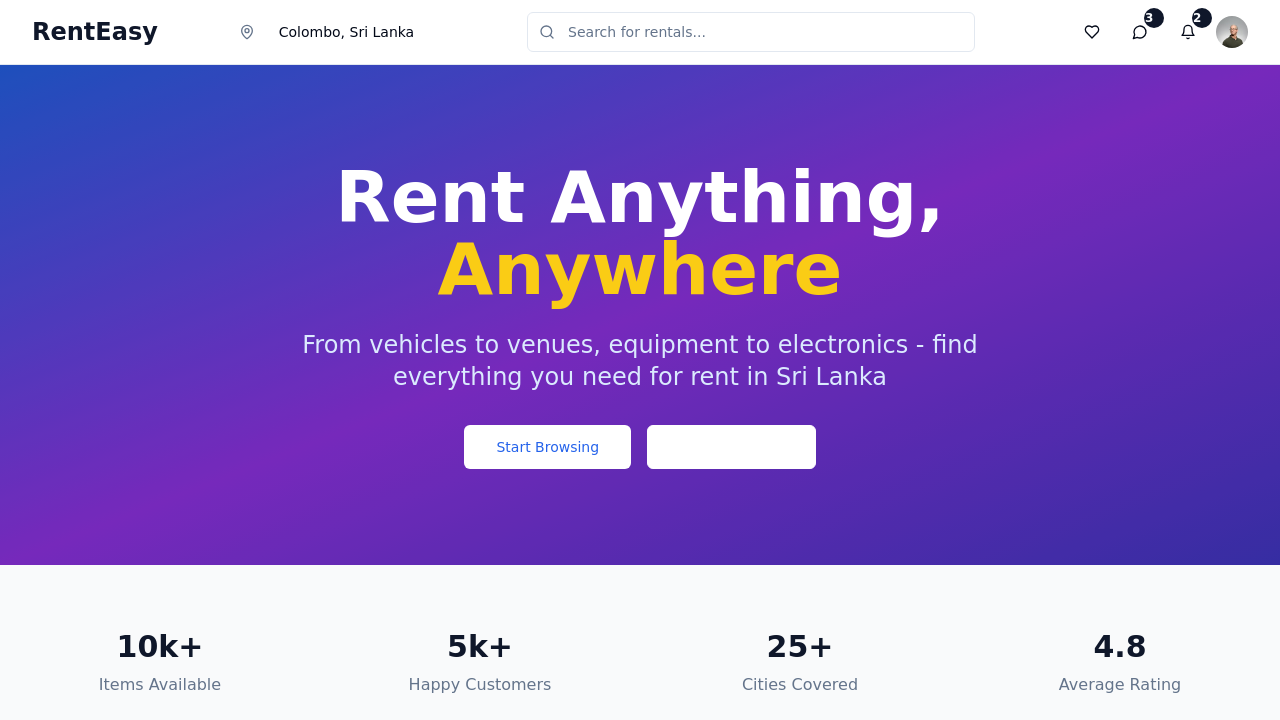 RentEasy
Colombo, Sri Lanka
Search for rentals...
3
2
Rent Anything,
Anywhere
From vehicles to venues, equipment to electronics - find
everything you need for rent in Sri Lanka
Start Browsing
10k+
Items Available
5k+
Happy Customers
25+
Cities Covered
4.8
Average Rating